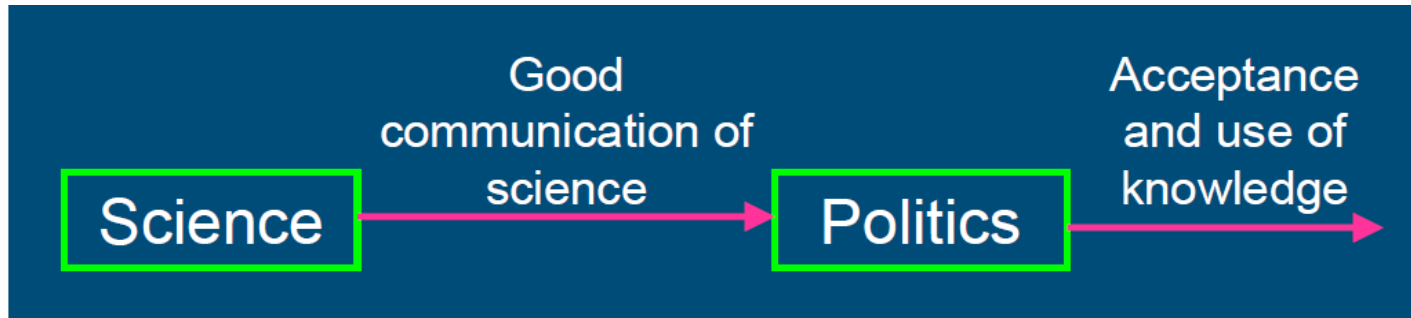 Science
Good
communication of
science
Politics
Acceptance
and use of
knowledge